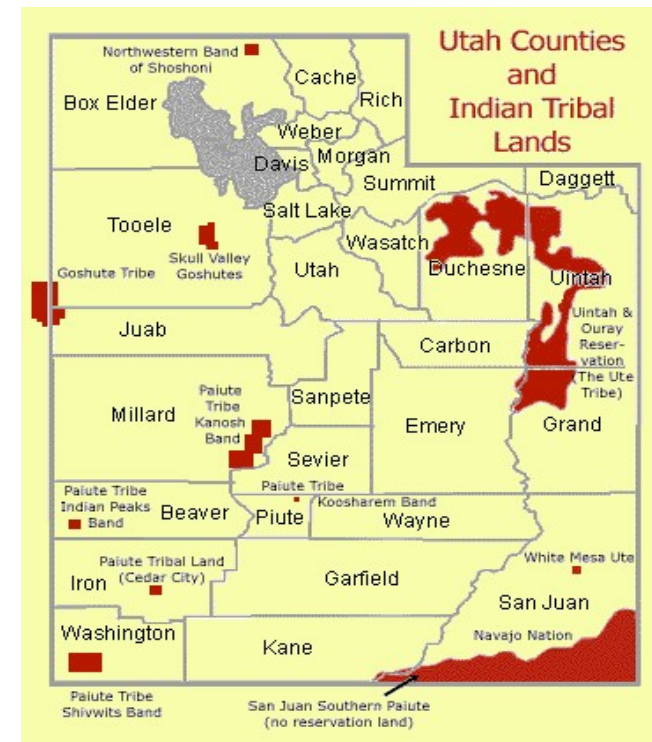 Utah Counties
and
Indian Tribal
Lands
Northwestern Band
of Shoshoni
Cache
Rich
Box Elder
Weber
Davis
Morgan
Summit
Daggett
Salt Lake
Tooele
Skull Valley
Goshutes
Goshute Tribe
Wasatch
Utah
Duchesne
Uintah
Uintah &
Ouray
Reser-
vation
(The Ute
Tribe)
Juab
Carbon
Paiute
Tribe
Kanosh
Band
Millard
Sanpete
Emery
Grand
Sevier
Paiute Tribe
Koosharem Band
Paiute Tribe
Indian Peaks
Band
Beaver
Piute
Wayne
Paiute Tribal Land
(Cedar City)
Iron
Garfield
White Mesa Ute
San Juan
Washington
Kane
Navajo Nation
Paiute Tribe
Shivwits Band
San Juan Southern Paiute
(no reservation land)